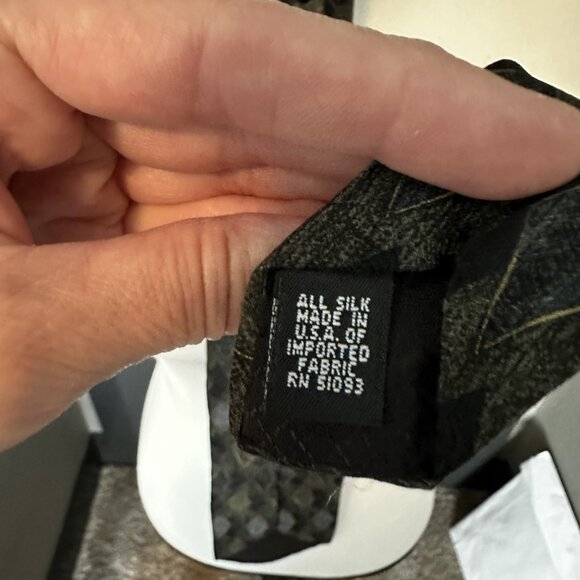 ALL SILK
MADE IN
U.S.A. OF
IMPORTED
FABRIC
RN 51093